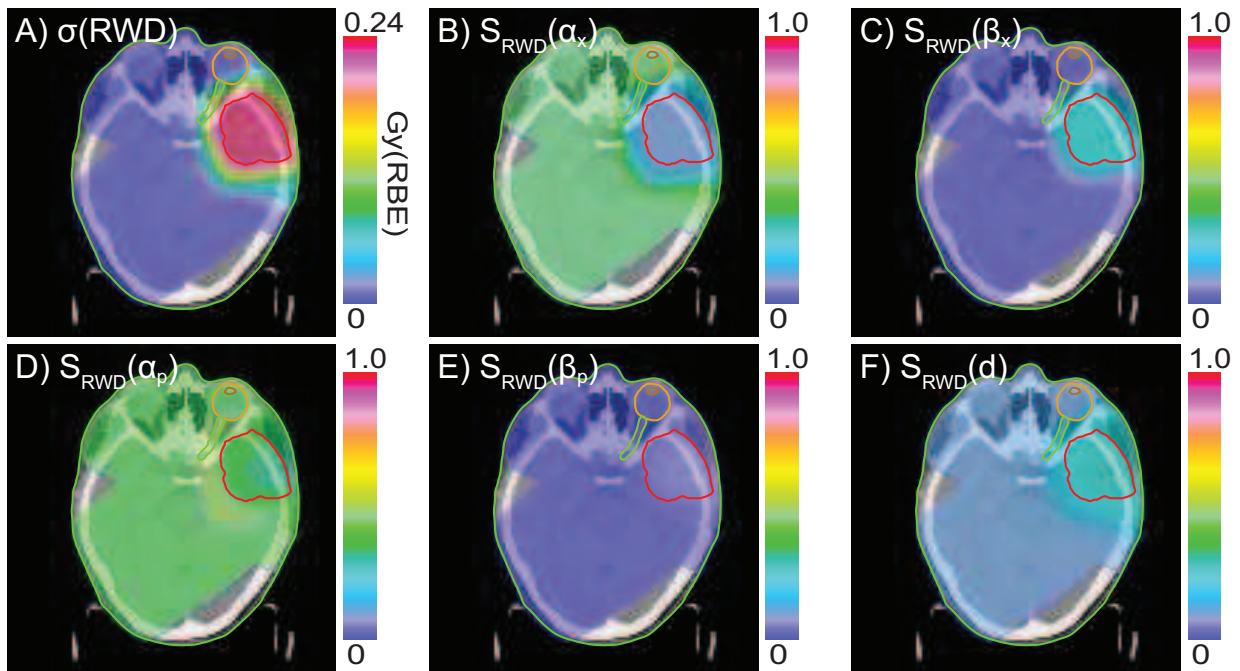 A) σ(RWD)
0.24
Gy(RBE)
0
B) S_RWD(α_x)
1.0
0
C) S_RWD(β_x)
1.0
0
D) S_RWD(α_p)
1.0
0
E) S_RWD(β_p)
1.0
0
F) S_RWD(d)
1.0
0